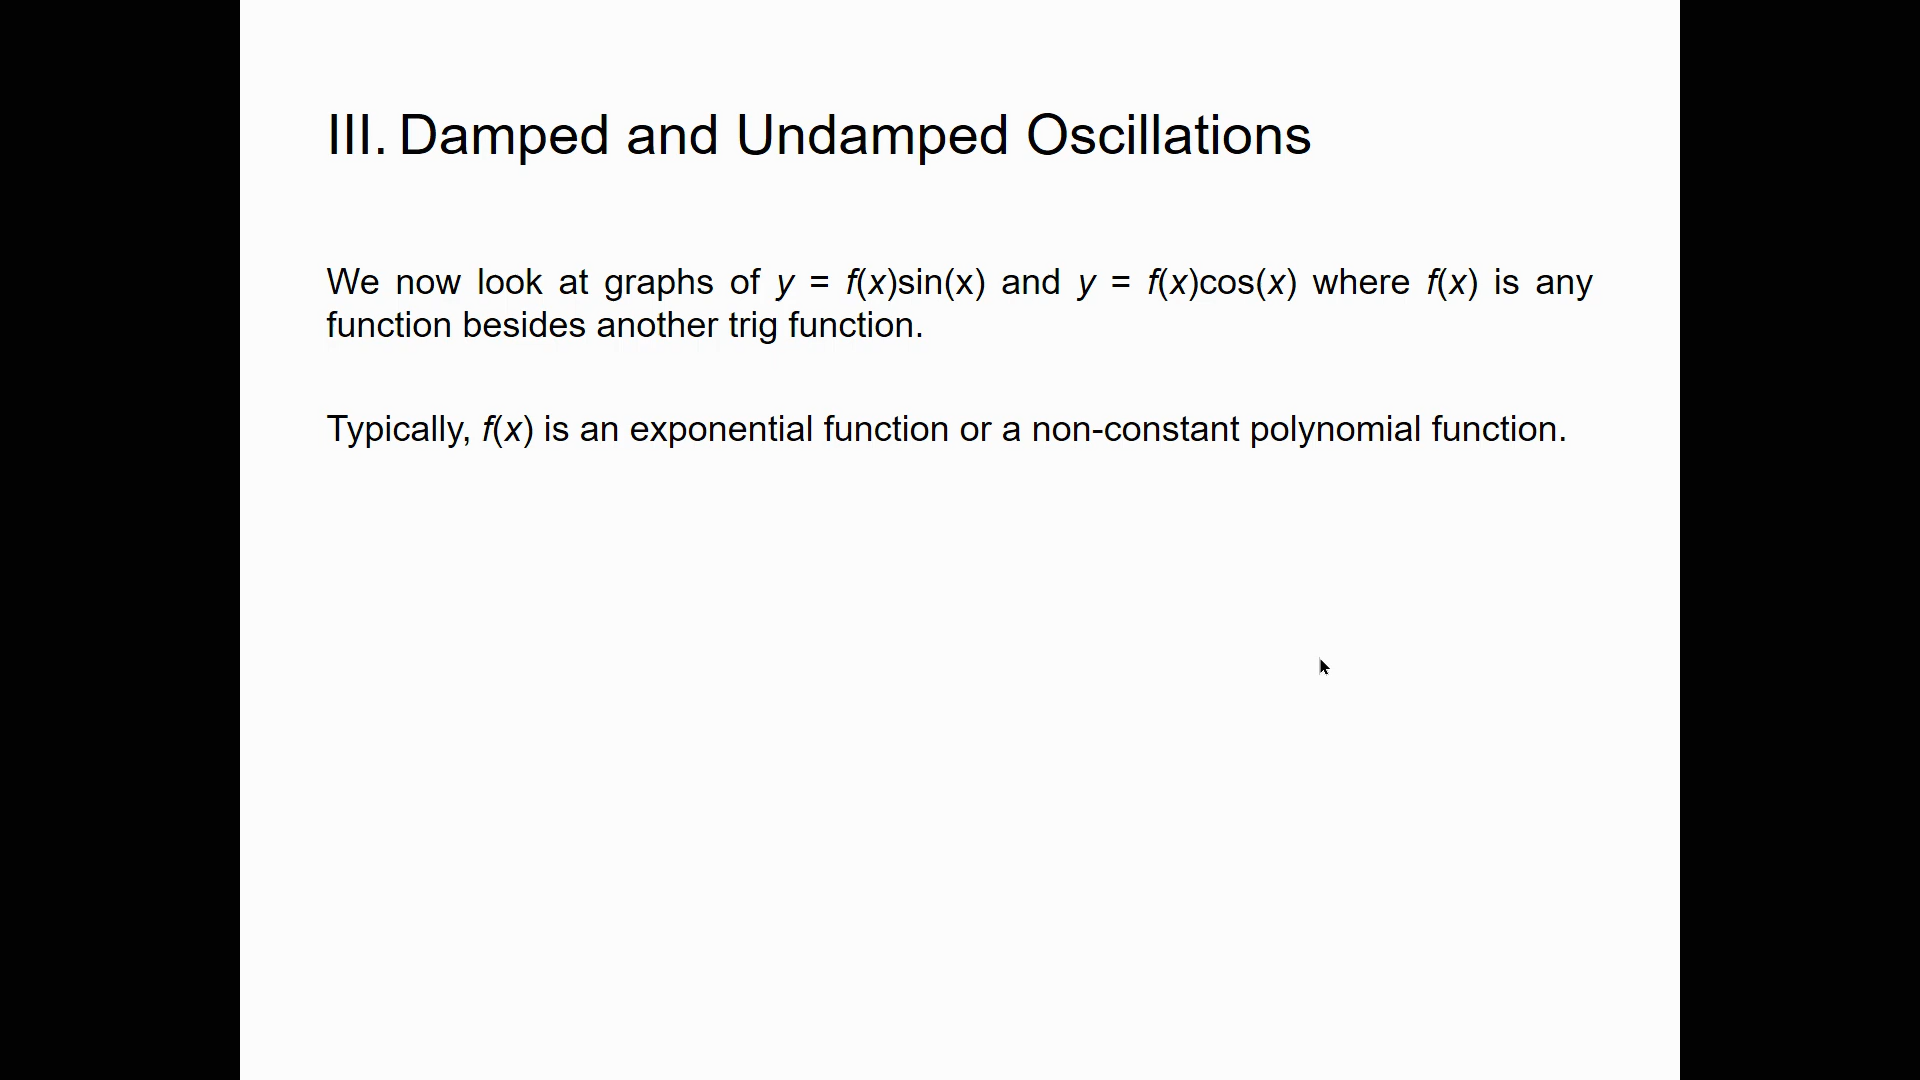 III. Damped and Undamped Oscillations
We now look at graphs of y = f(x)sin(x) and y = f(x)cos(x) where f(x) is any
function besides another trig function.
Typically, f(x) is an exponential function or a non-constant polynomial function.